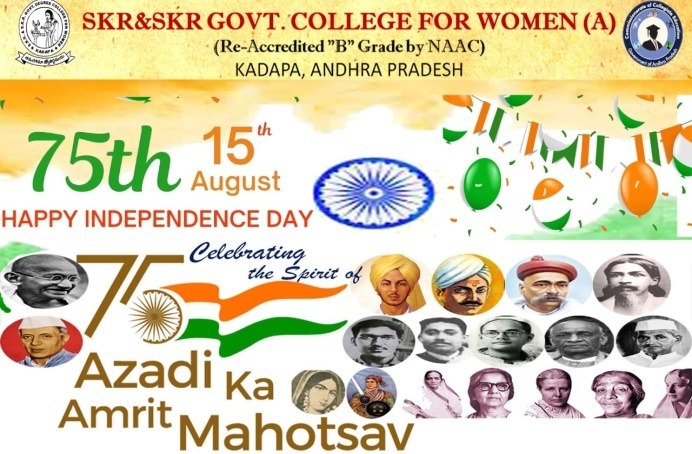 SKR&SKR GOVT. COLLEGE FOR WOMEN (A)
(Re-Accredited "B" Grade by NAAC)
KADAPA, ANDHRA PRADESH
75th 15th
August
HAPPY INDEPENDENCE DAY
75 Celebrating
the Spirit of
Azadi Ka
Amrit Mahotsav